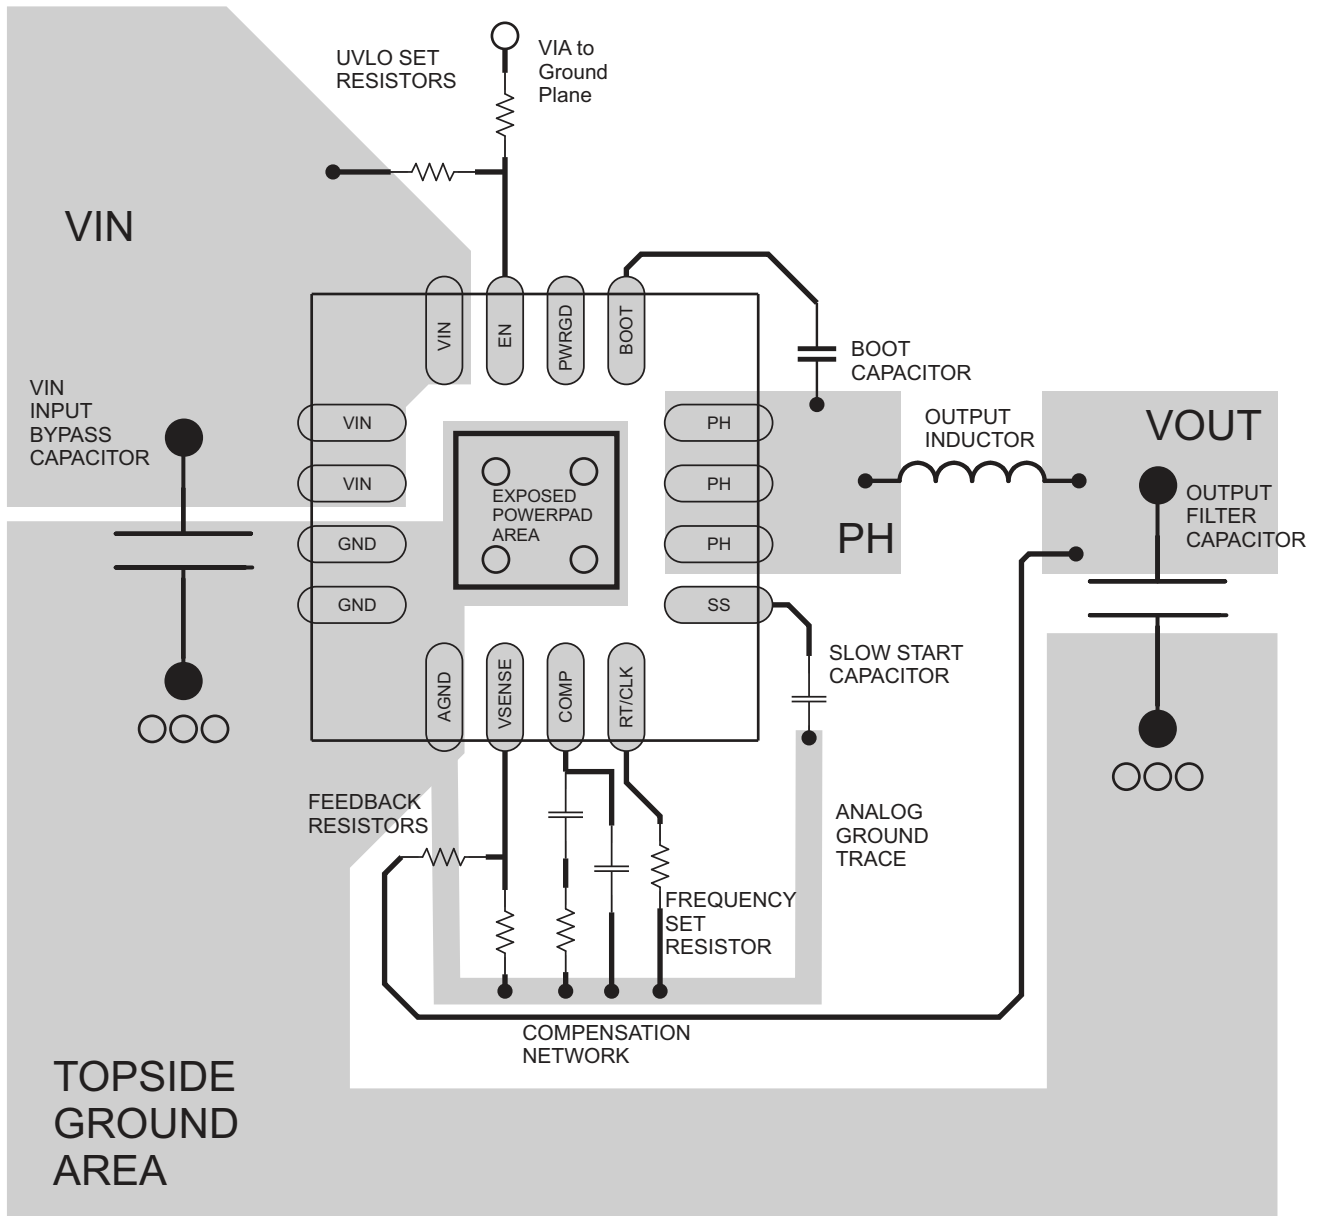 UVLO SET
RESISTORS
VIA to
Ground
Plane
VIN
VIN
EN
PWRGD
BOOT
BOOT
CAPACITOR
VIN
INPUT
BYPASS
CAPACITOR
VIN
VIN
GND
GND
EXPOSED
POWERPAD
AREA
PH
PH
PH
SS
PH
OUTPUT
INDUCTOR
VOUT
OUTPUT
FILTER
CAPACITOR
AGND
VSENSE
COMP
RT/CLK
SLOW START
CAPACITOR
FEEDBACK
RESISTORS
ANALOG
GROUND
TRACE
FREQUENCY
SET
RESISTOR
COMPENSATION
NETWORK
TOPSIDE
GROUND
AREA